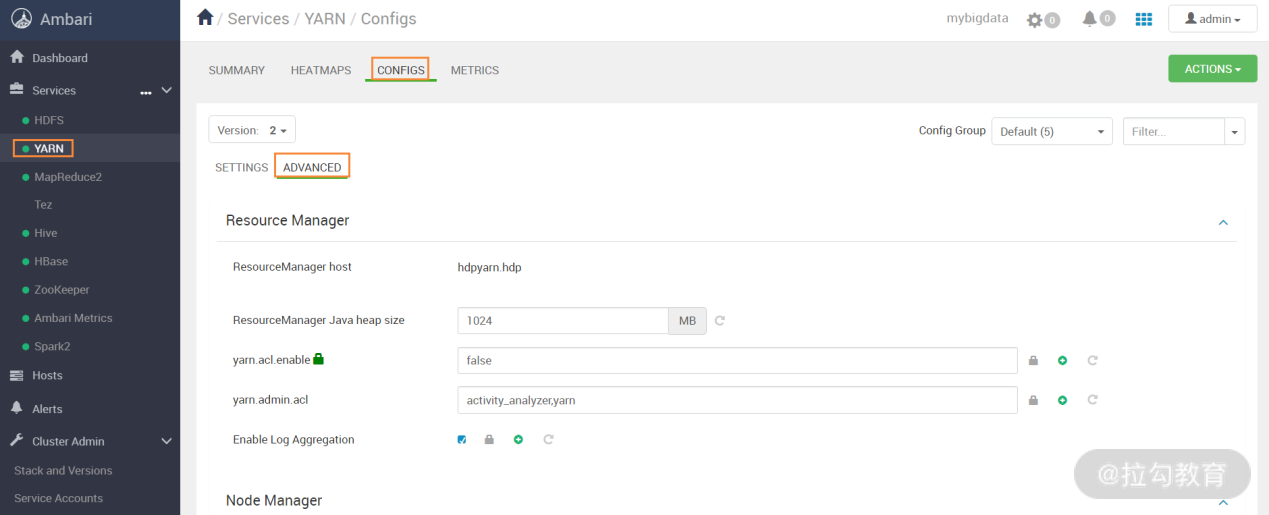 Ambari
/ Services / YARN / Configs
mybigdata
0
0
admin
Dashboard
Services
...
HDFS
YARN
MapReduce2
Tez
Hive
HBase
ZooKeeper
Ambari Metrics
Spark2
Hosts
Alerts
Cluster Admin
Stack and Versions
Service Accounts
SUMMARY HEATMAPS CONFIGS METRICS
ACTIONS
Version: 2
Config Group Default (5) Filter...
SETTINGS ADVANCED
Resource Manager
ResourceManager host hdpyarn.hdp
ResourceManager Java heap size 1024 MB
yarn.acl.enable false
yarn.admin.acl activity_analyzer,yarn
Enable Log Aggregation
Node Manager
@拉勾教育